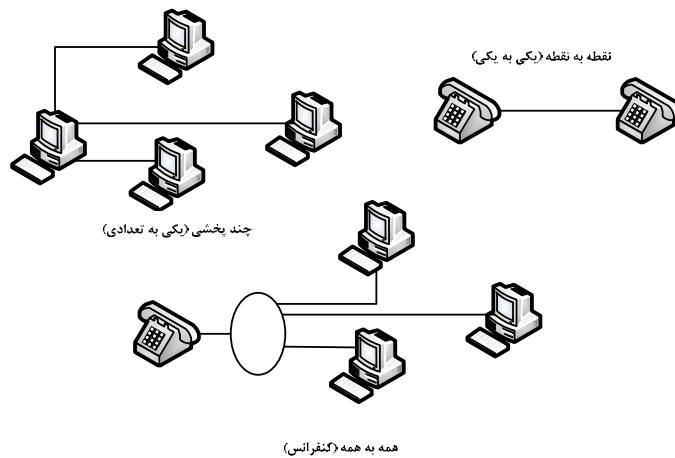 نقطه به نقطه (یکی به یکی)
چند پخشی (یکی به تعدادی)
همه به همه (کنفرانس)